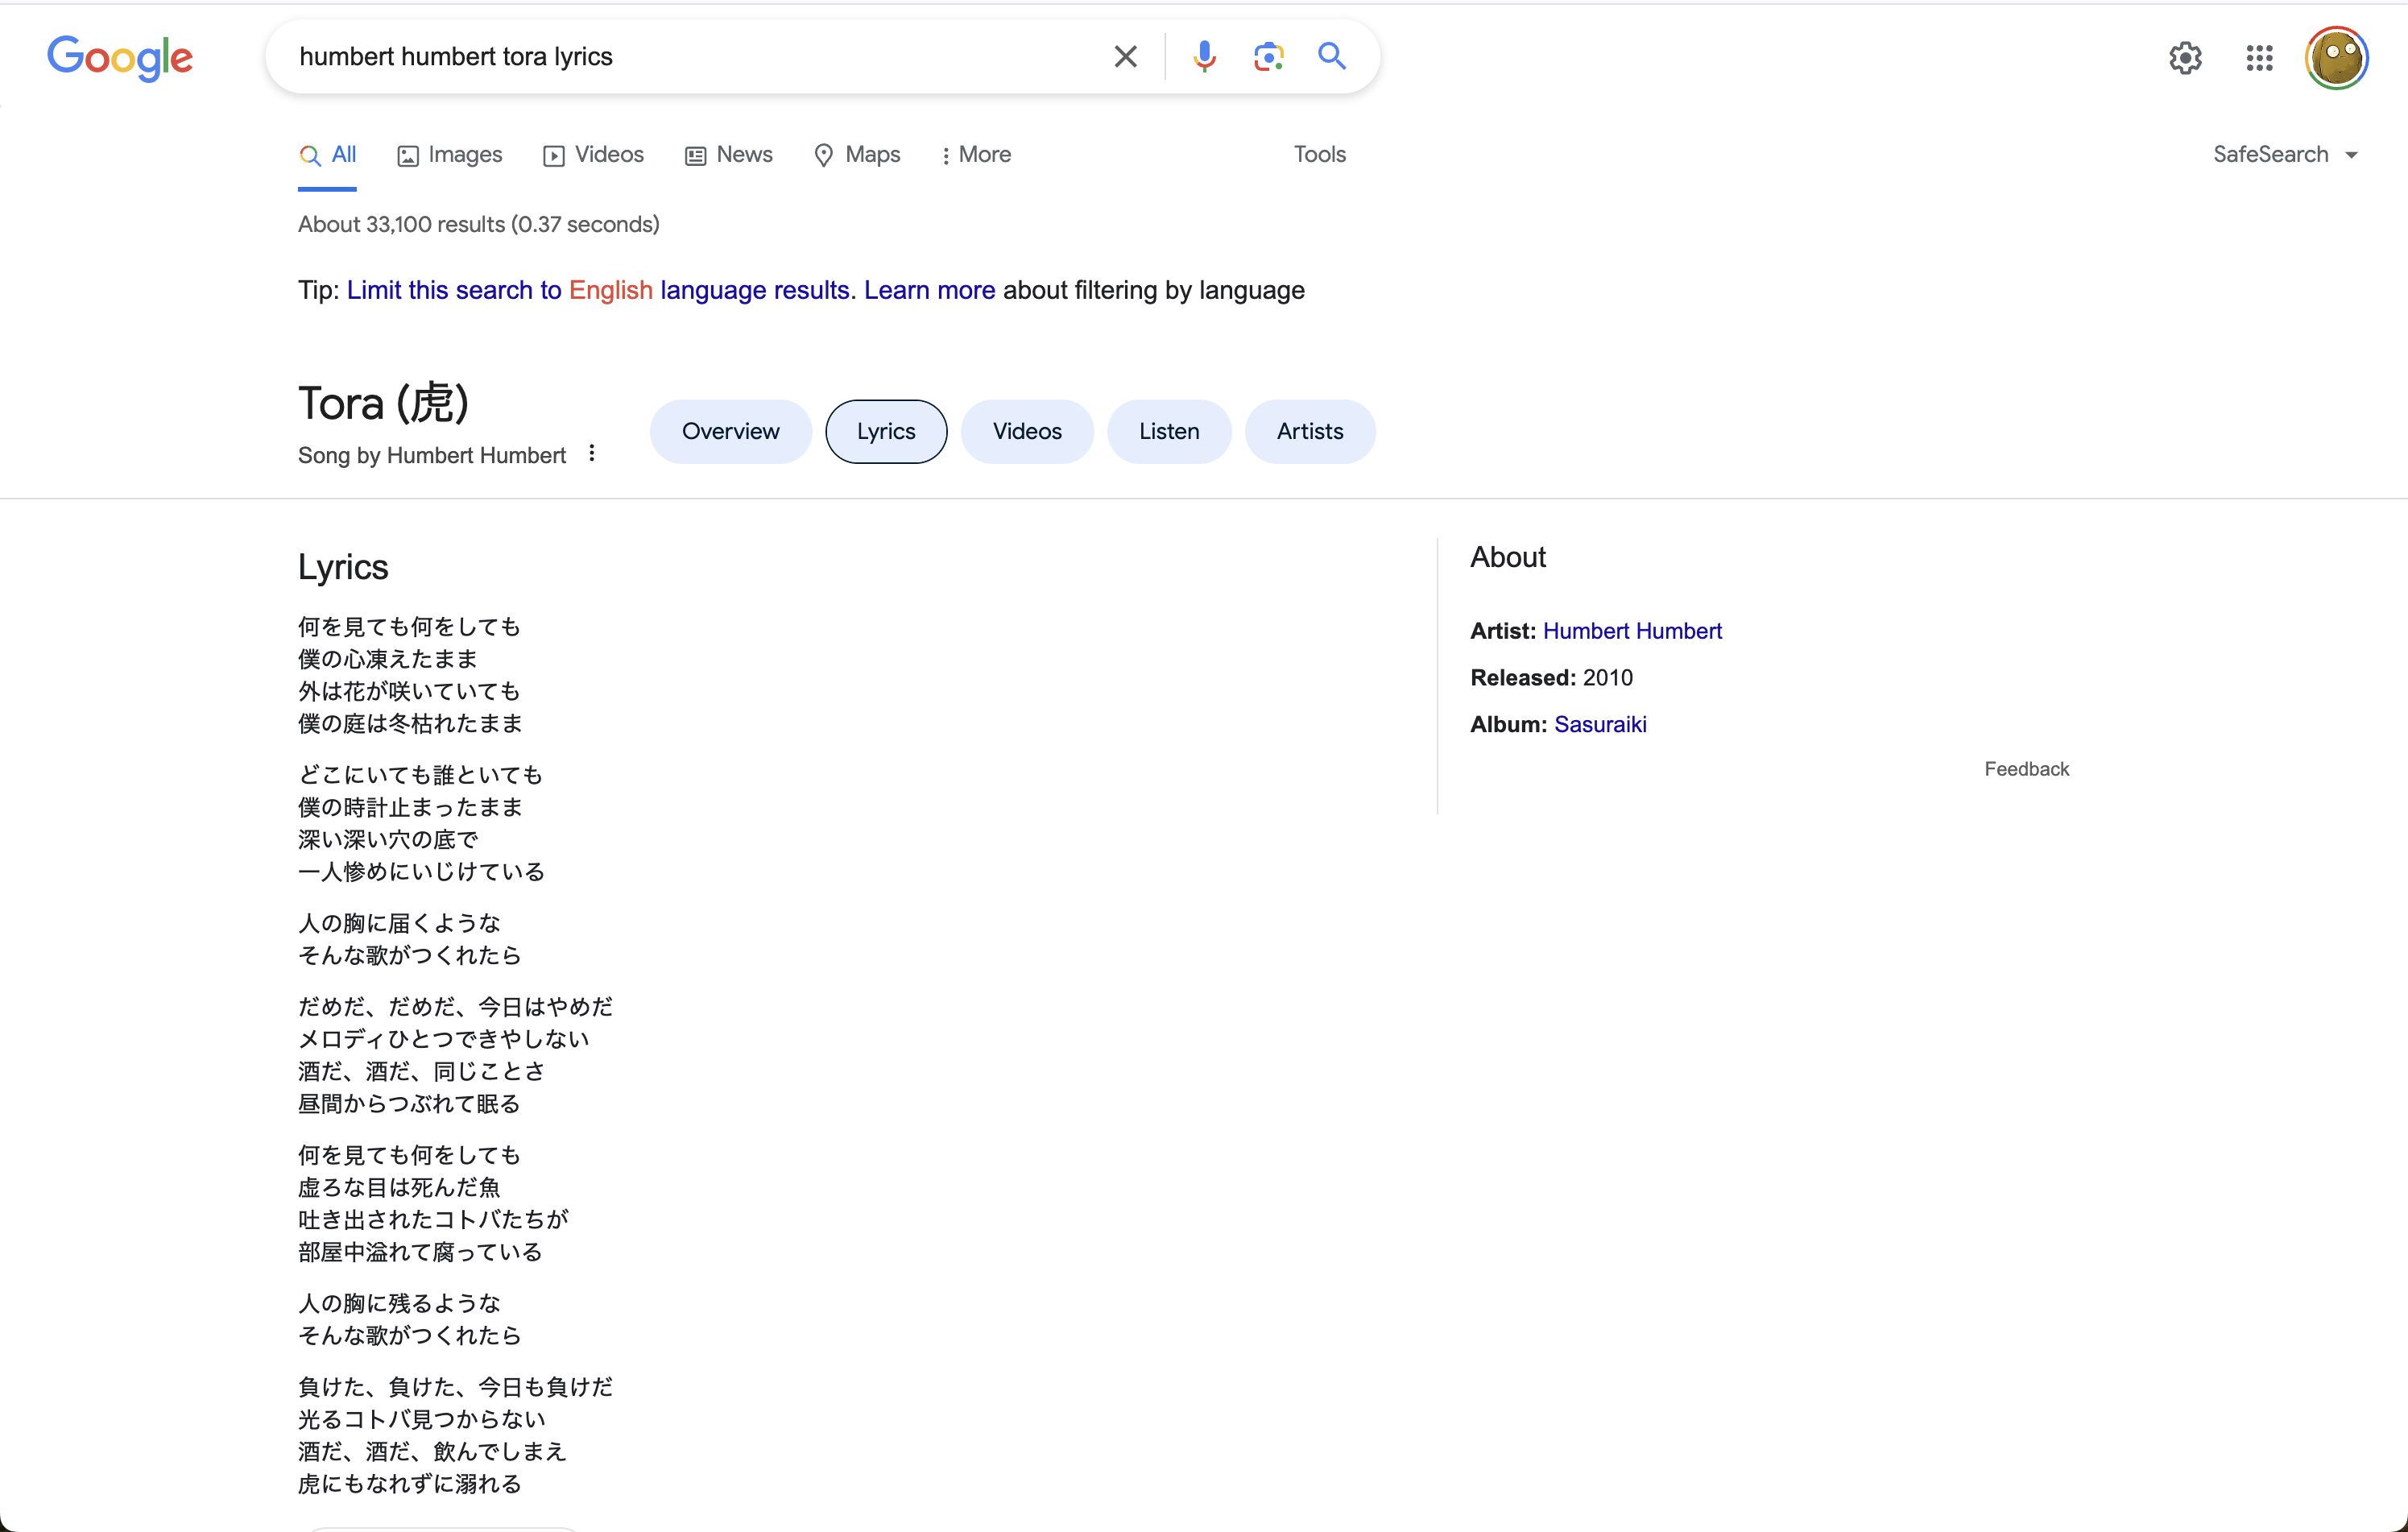 Google
humbert humbert tora lyrics
All
Images
Videos
News
Maps
More
Tools
SafeSearch
About 33,100 results (0.37 seconds)
Tip: Limit this search to English language results. Learn more about filtering by language
Tora (虎)
Song by Humbert Humbert
Overview
Lyrics
Videos
Listen
Artists
Lyrics
何を見ても何をしても
僕の心凍えたまま
外は花が咲いていても
僕の庭は冬枯れたまま
どこにいても誰といても
僕の時計止まったまま
深い深い穴の底で
一人惨めにいじけている
人の胸に届くような
そんな歌がつくれたら
だめだ、だめだ、今日はやめだ
メロディひとつできやしない
酒だ、酒だ、同じことさ
昼間からつぶれて眠る
何を見ても何をしても
虚ろな目は死んだ魚
吐き出されたコトバたちが
部屋中溢れて腐っている
人の胸に残るような
そんな歌がつくれたら
負けた、負けた、今日も負けだ
光るコトバ見つからない
酒だ、酒だ、飲んでしまえ
虎にもなれずに溺れる
About
Artist: Humbert Humbert
Released: 2010
Album: Sasuraiki
Feedback